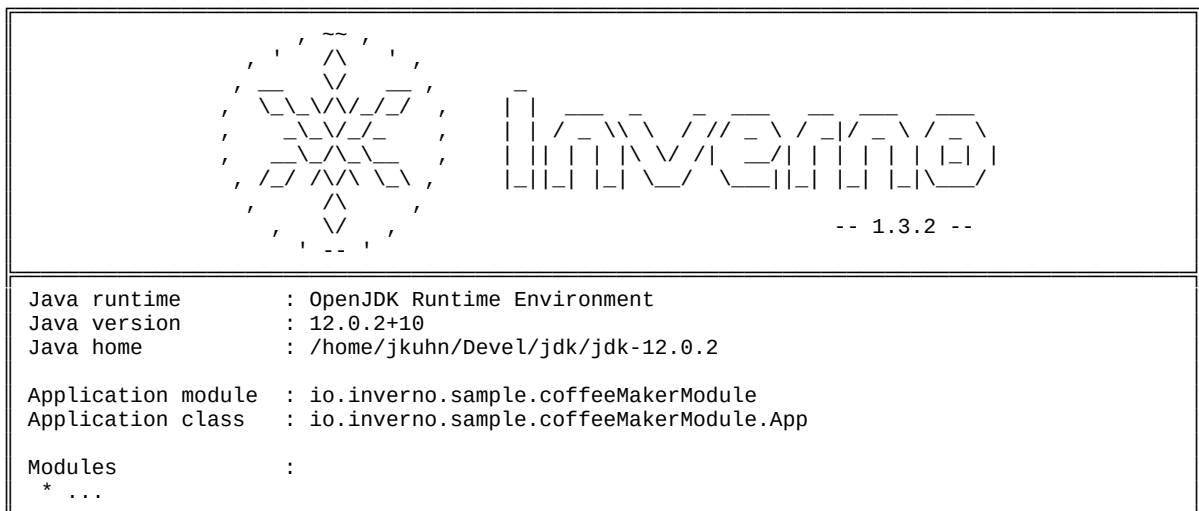 Inverno
-- 1.3.2 --
Java runtime : OpenJDK Runtime Environment
Java version : 12.0.2+10
Java home : /home/jkuhn/Devel/jdk/jdk-12.0.2
Application module : io.inverno.sample.coffeeMakerModule
Application class : io.inverno.sample.coffeeMakerModule.App
Modules :
* ...